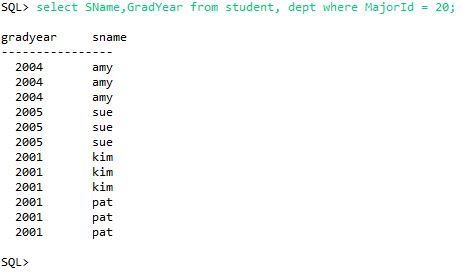 SQL> select SName,GradYear from student, dept where MajorId = 20;
gradyear sname
----------------
2004 amy
2004 amy
2004 amy
2005 sue
2005 sue
2005 sue
2001 kim
2001 kim
2001 kim
2001 pat
2001 pat
2001 pat
SQL>